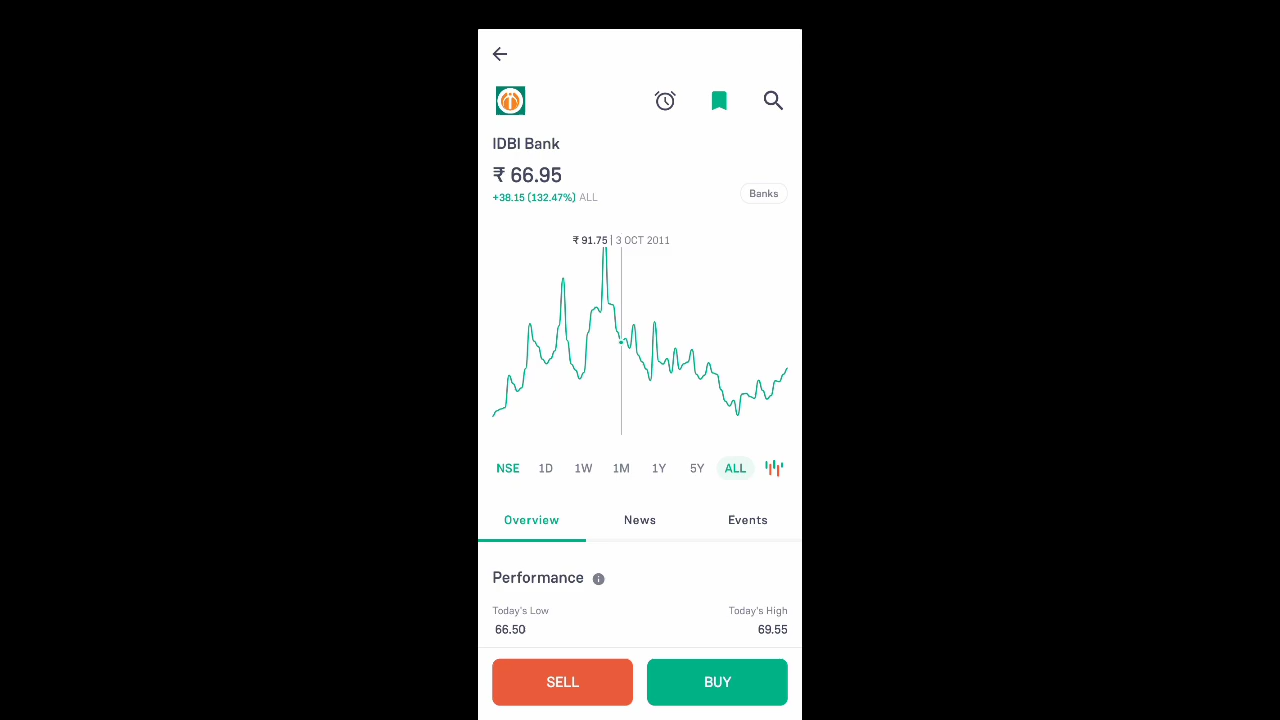 IDBI Bank
₹ 66.95
+38.15 (132.47%) ALL
Banks
₹ 91.75 | 3 OCT 2011
NSE 1D 1W 1M 1Y 5Y ALL
Overview News Events
Performance
Today's Low Today's High
66.50 69.55
SELL BUY